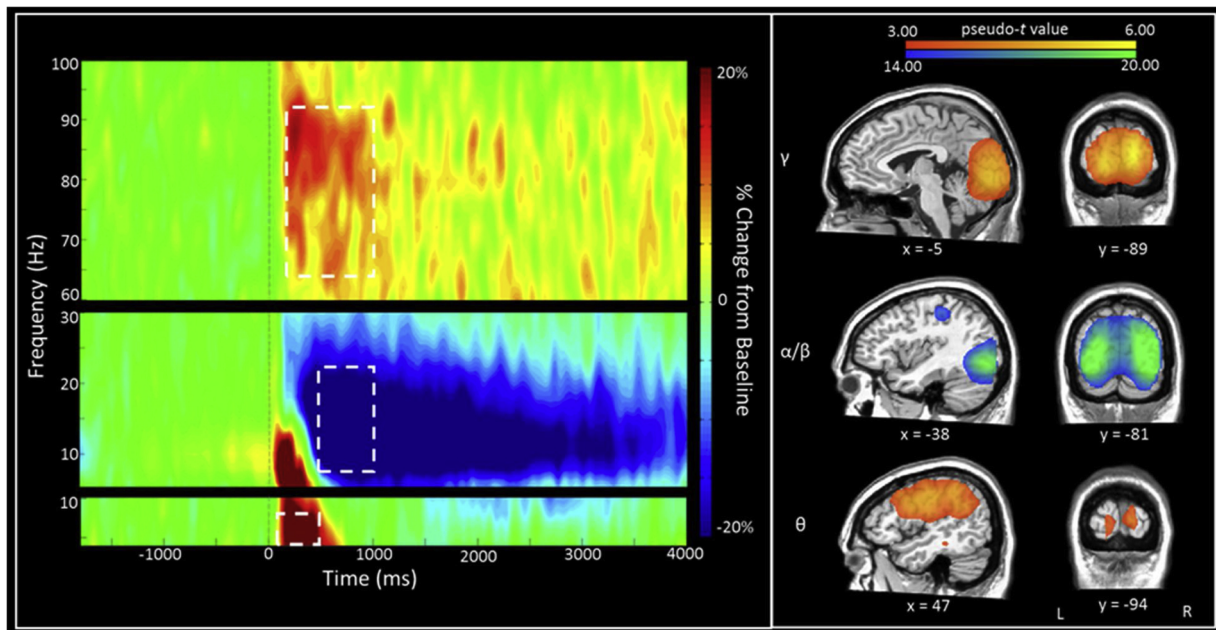 100
90
80
70
60
30
20
10
10
Frequency (Hz)
-1000 0 1000 2000 3000 4000
Time (ms)
20%
0
-20%
% Change from Baseline
3.00 pseudo-t value 6.00
14.00 20.00
γ
x = -5 y = -89
α/β
x = -38 y = -81
θ
x = 47 y = -94
L R